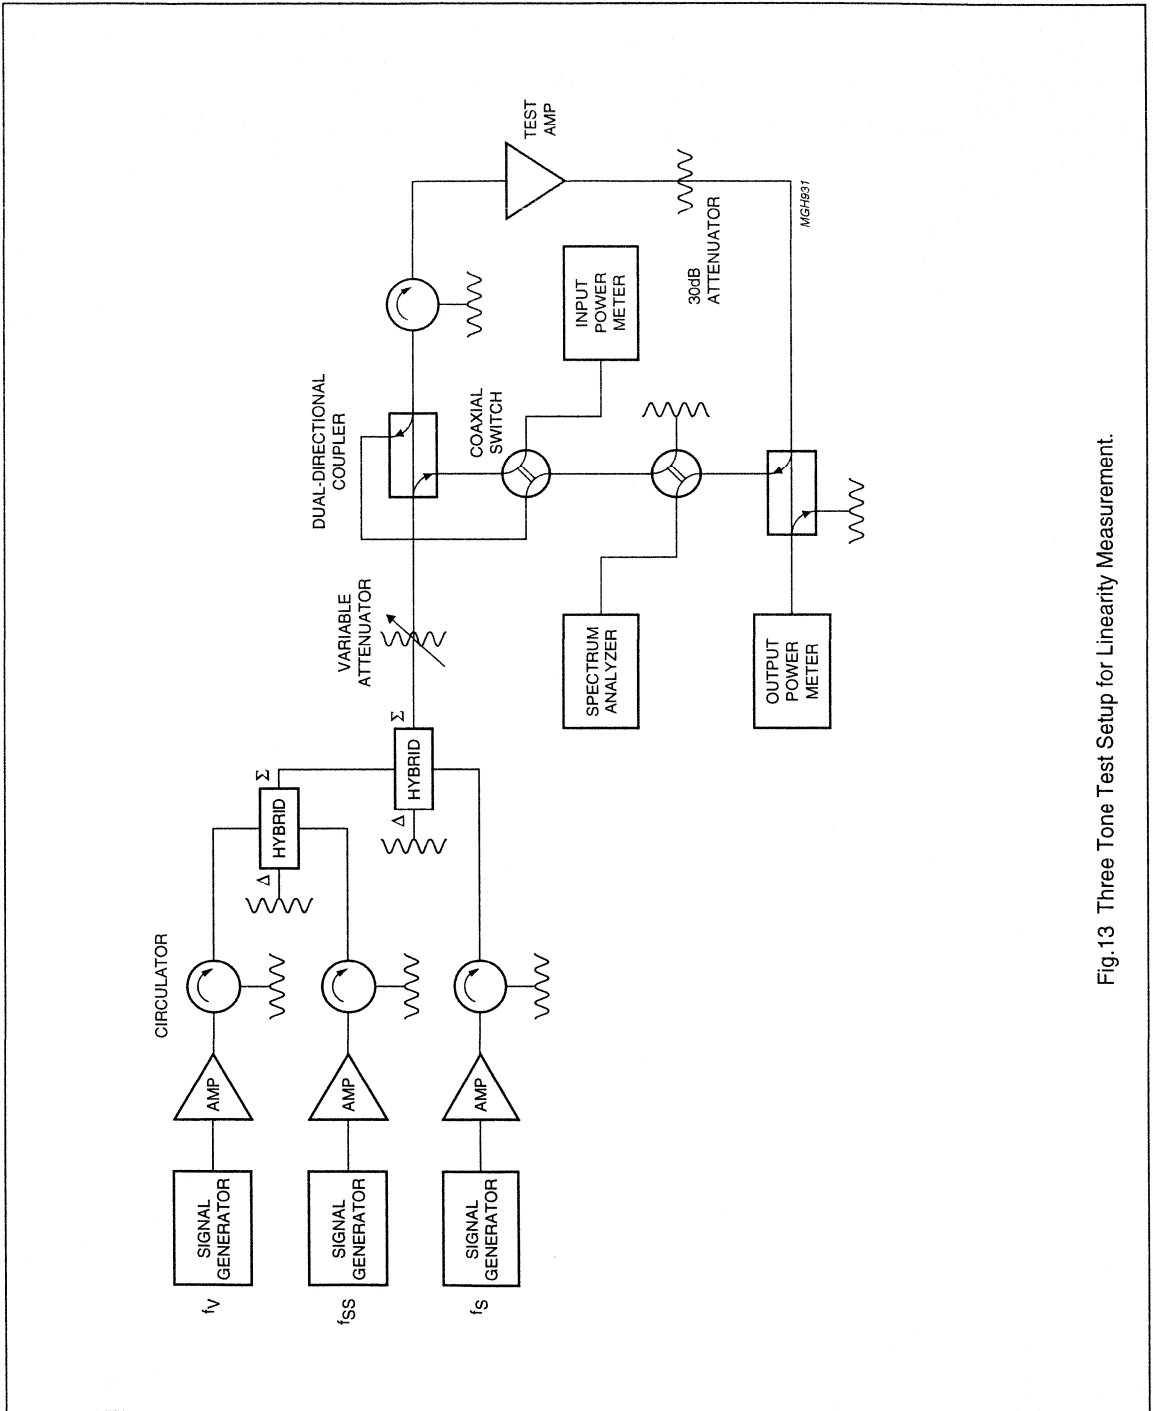 fV
SIGNAL
GENERATOR
AMP
CIRCULATOR
fSS
SIGNAL
GENERATOR
AMP
fS
SIGNAL
GENERATOR
AMP
Δ
HYBRID
Σ
Δ
HYBRID
Σ
VARIABLE
ATTENUATOR
DUAL-DIRECTIONAL
COUPLER
COAXIAL
SWITCH
INPUT
POWER
METER
SPECTRUM
ANALYZER
OUTPUT
POWER
METER
TEST
AMP
30dB
ATTENUATOR
MGH931
Fig.13 Three Tone Test Setup for Linearity Measurement.